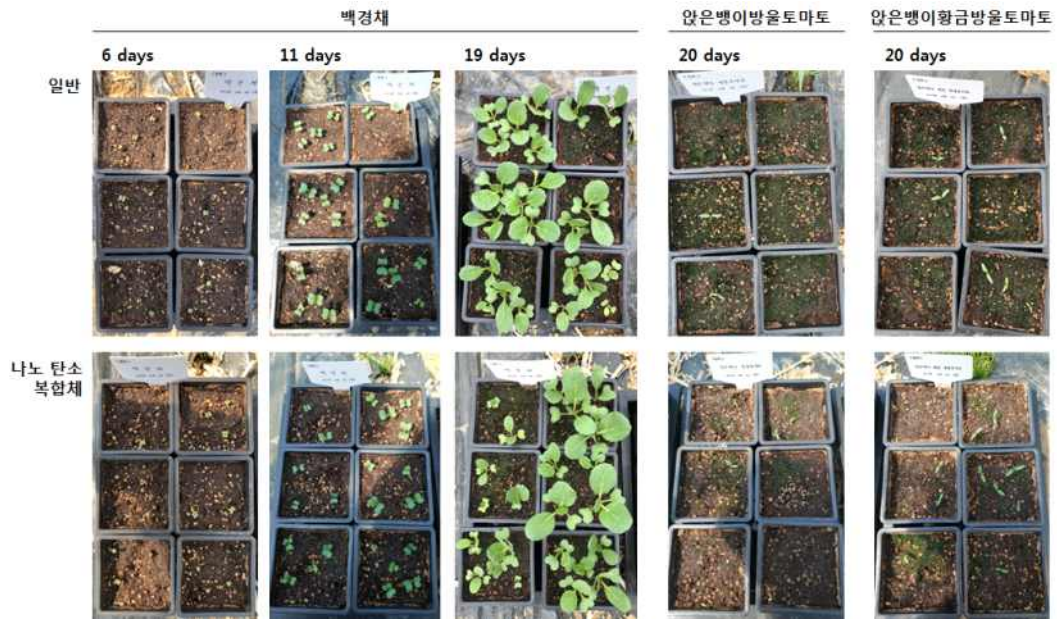 백경채
앉은뱅이방울토마토
앉은뱅이황금방울토마토
6 days
11 days
19 days
20 days
20 days
일반
나노 탄소
복합체